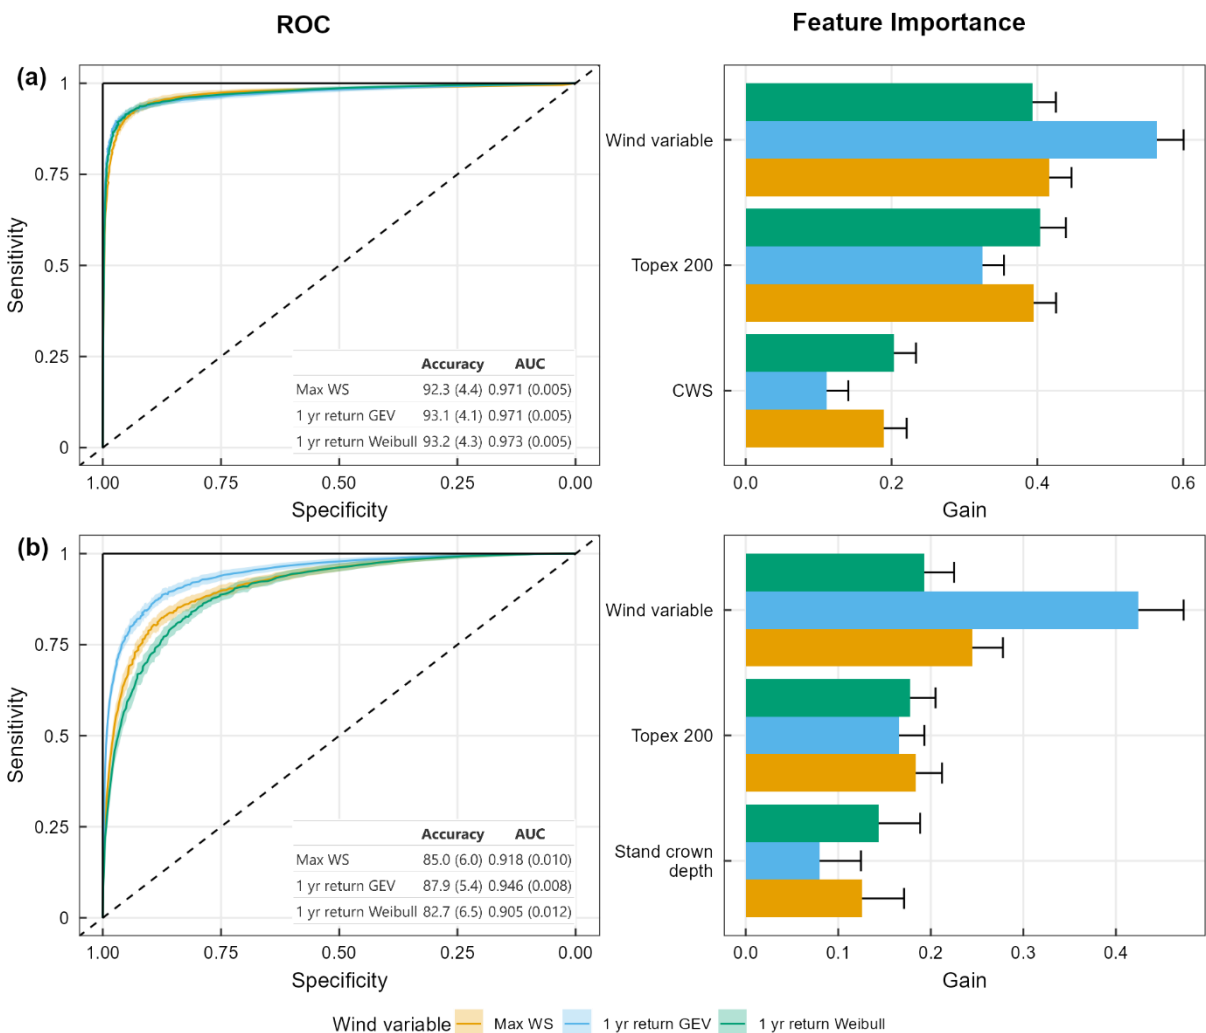 ROC
Feature Importance
(a)
Sensitivity
1
0.75
0.5
0.25
0
Accuracy AUC
Max WS 92.3 (4.4) 0.971 (0.005)
1 yr return GEV 93.1 (4.1) 0.971 (0.005)
1 yr return Weibull 93.2 (4.3) 0.973 (0.005)
1.00 0.75 0.50 0.25 0.00
Specificity
Wind variable
Topex 200
CWS
0.0 0.2 0.4 0.6
Gain
(b)
Sensitivity
1
0.75
0.5
0.25
0
Accuracy AUC
Max WS 85.0 (6.0) 0.918 (0.010)
1 yr return GEV 87.9 (5.4) 0.946 (0.008)
1 yr return Weibull 82.7 (6.5) 0.905 (0.012)
1.00 0.75 0.50 0.25 0.00
Specificity
Wind variable
Topex 200
Stand crown
depth
0.0 0.1 0.2 0.3 0.4
Gain
Wind variable Max WS 1 yr return GEV 1 yr return Weibull